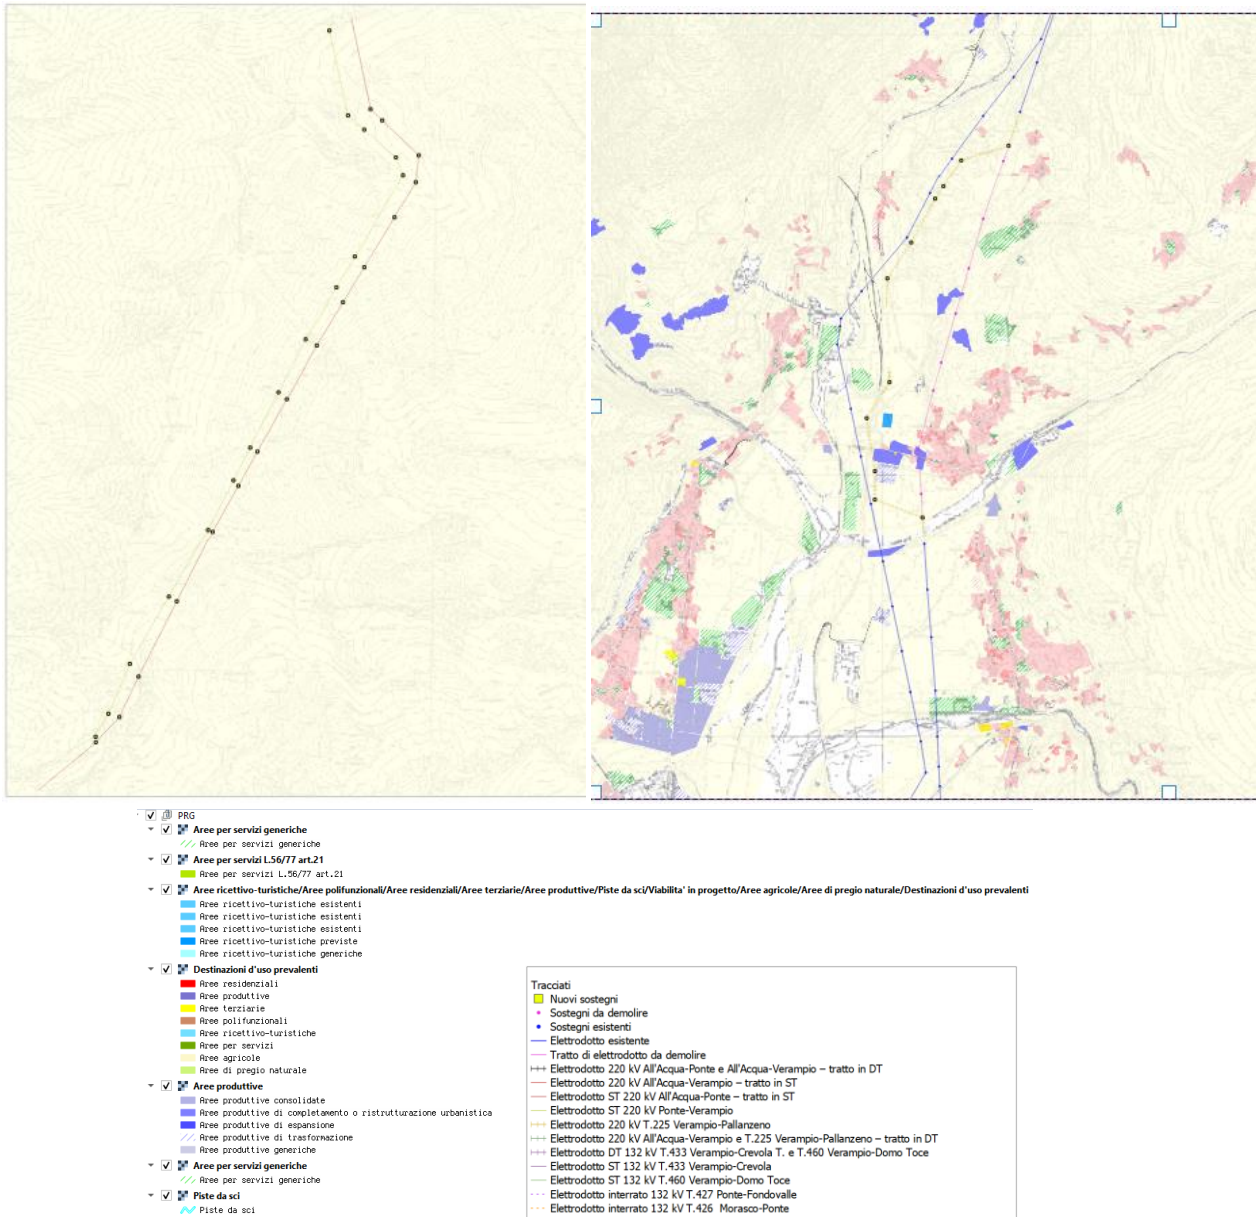 PRG
Aree per servizi generiche
Aree per servizi generiche
Aree per servizi L.56/77 art.21
Aree per servizi L.56/77 art.21
Aree ricettivo-turistiche/Aree polifunzionali/Aree residenziali/Aree terziarie/Aree produttive/Piste da sci/Viabilita' in progetto/Aree agricole/Aree di pregio naturale/Destinazioni d'uso prevalenti
Aree ricettivo-turistiche esistenti
Aree ricettivo-turistiche esistenti
Aree ricettivo-turistiche esistenti
Aree ricettivo-turistiche previste
Aree ricettivo-turistiche generiche
Destinazioni d'uso prevalenti
Aree residenziali
Aree produttive
Aree terziarie
Aree polifunzionali
Aree ricettivo-turistiche
Aree per servizi
Aree agricole
Aree di pregio naturale
Aree produttive
Aree produttive consolidate
Aree produttive di completamento o ristrutturazione urbanistica
Aree produttive di espansione
Aree produttive di trasformazione
Aree produttive generiche
Aree per servizi generiche
Aree per servizi generiche
Piste da sci
Piste da sci
Tracciati
Nuovi sostegni
Sostegni da demolire
Sostegni esistenti
Elettrodotto esistente
Tratto di elettrodotto da demolire
Elettrodotto 220 kV All'Acqua-Ponte e All'Acqua-Verampio – tratto in DT
Elettrodotto 220 kV All'Acqua-Verampio – tratto in ST
Elettrodotto ST 220 kV All'Acqua-Ponte – tratto in ST
Elettrodotto ST 220 kV Ponte-Verampio
Elettrodotto 220 kV T.225 Verampio-Pallanzeno
Elettrodotto 220 kV All'Acqua-Verampio e T.225 Verampio-Pallanzeno – tratto in DT
Elettrodotto DT 132 kV T.433 Verampio-Crevola T. e T.460 Verampio-Domo Toce
Elettrodotto ST 132 kV T.433 Verampio-Crevola
Elettrodotto ST 132 kV T.460 Verampio-Domo Toce
Elettrodotto interrato 132 kV T.427 Ponte-Fondovalle
Elettrodotto interrato 132 kV T.426 Morasco-Ponte